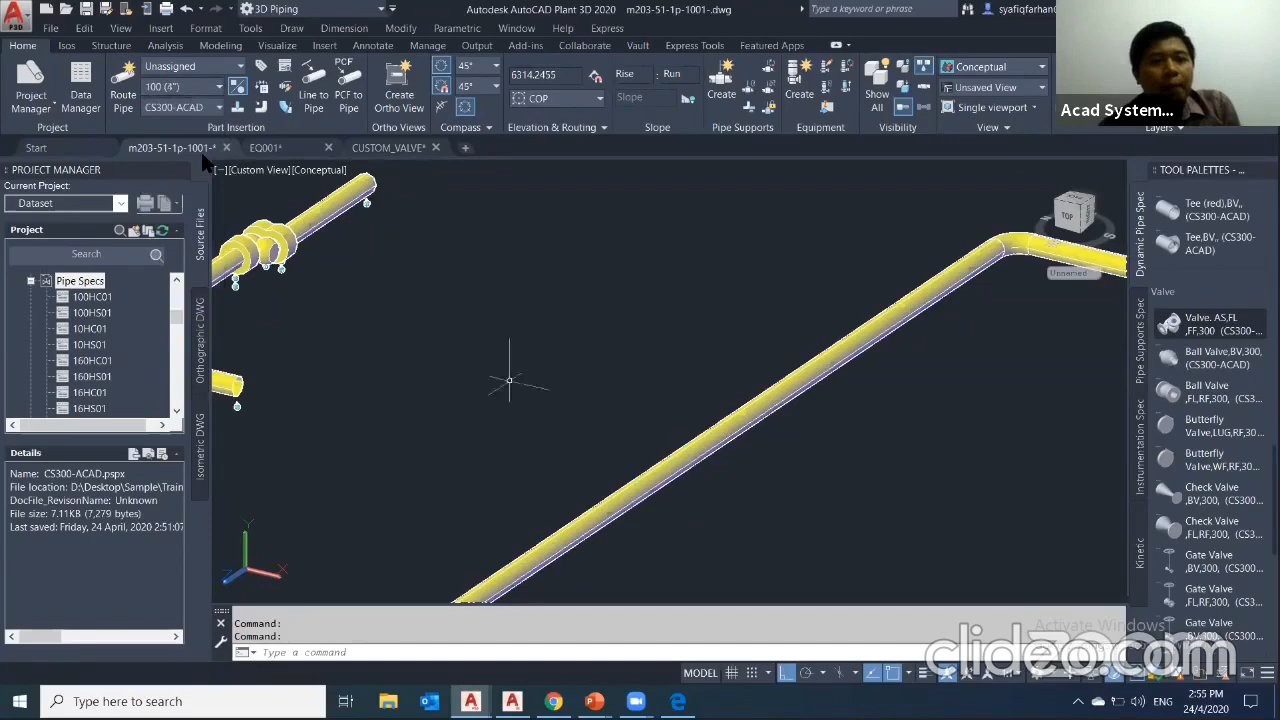 3D Piping
Autodesk AutoCAD Plant 3D 2020 m203-51-1p-1001-.dwg
Type a keyword or phrase
syafiqfarhan
File Edit View Insert Format Tools Draw Dimension Modify Parametric Window Help Express
Home Isos Structure Analysis Modeling Visualize Insert Annotate Manage Output Add-ins Collaborate Vault Express Tools Featured Apps
Project Manager
Data Manager
Project
Route Pipe
Unassigned
100 (4")
CS300-ACAD
Line to Pipe
PCF to Pipe
Part Insertion
Create Ortho View
Ortho Views
45°
45°
Compass
6314.2455
COP
Rise : Run
Slope
Elevation & Routing
Create
Pipe Supports
Create
Equipment
Show All
Visibility
Conceptual
Unsaved View
Single viewport
View
Layers
Acad System...
Start
m203-51-1p-1001-*
EQ001*
CUSTOM_VALVE*
PROJECT MANAGER
Current Project:
Dataset
Project
Search
Pipe Specs
100HC01
100HS01
10HC01
10HS01
160HC01
160HS01
16HC01
16HS01
Details
Name: CS300-ACAD.pspx
File location: D:\Desktop\Sample\Train
DocFile_RevisonName: Unknown
File size: 7.11KB (7,279 bytes)
Last saved: Friday, 24 April, 2020 2:51:07
Source Files
Orthographic DWG
Isometric DWG
[−][Custom View][Conceptual]
TOP
Unnamed
Y
X
Z
TOOL PALETTES - ...
Tee (red),BV,, (CS300-ACAD)
Tee,BV,, (CS300-ACAD)
Valve
Valve. AS,FL ,FF,300 (CS300-...
Ball Valve,BV,300, (CS300-ACAD)
Ball Valve ,FL,RF,300, (CS30...
Butterfly Valve,LUG,RF,30...
Butterfly Valve,WF,RF,30...
Check Valve ,BV,300, (CS300-...
Check Valve ,FL,RF,300, (CS3...
Gate Valve ,BV,300, (CS300-...
Gate Valve ,FL,RF,300, (CS3...
Gate Valve
Dynamic Pipe Spec
Pipe Supports Spec
Instrumentation Spec
Kinetic
Command:
Command:
Type a command
Activate Windows
clideo.com
MODEL
Type here to search
ENG
2:55 PM
24/4/2020